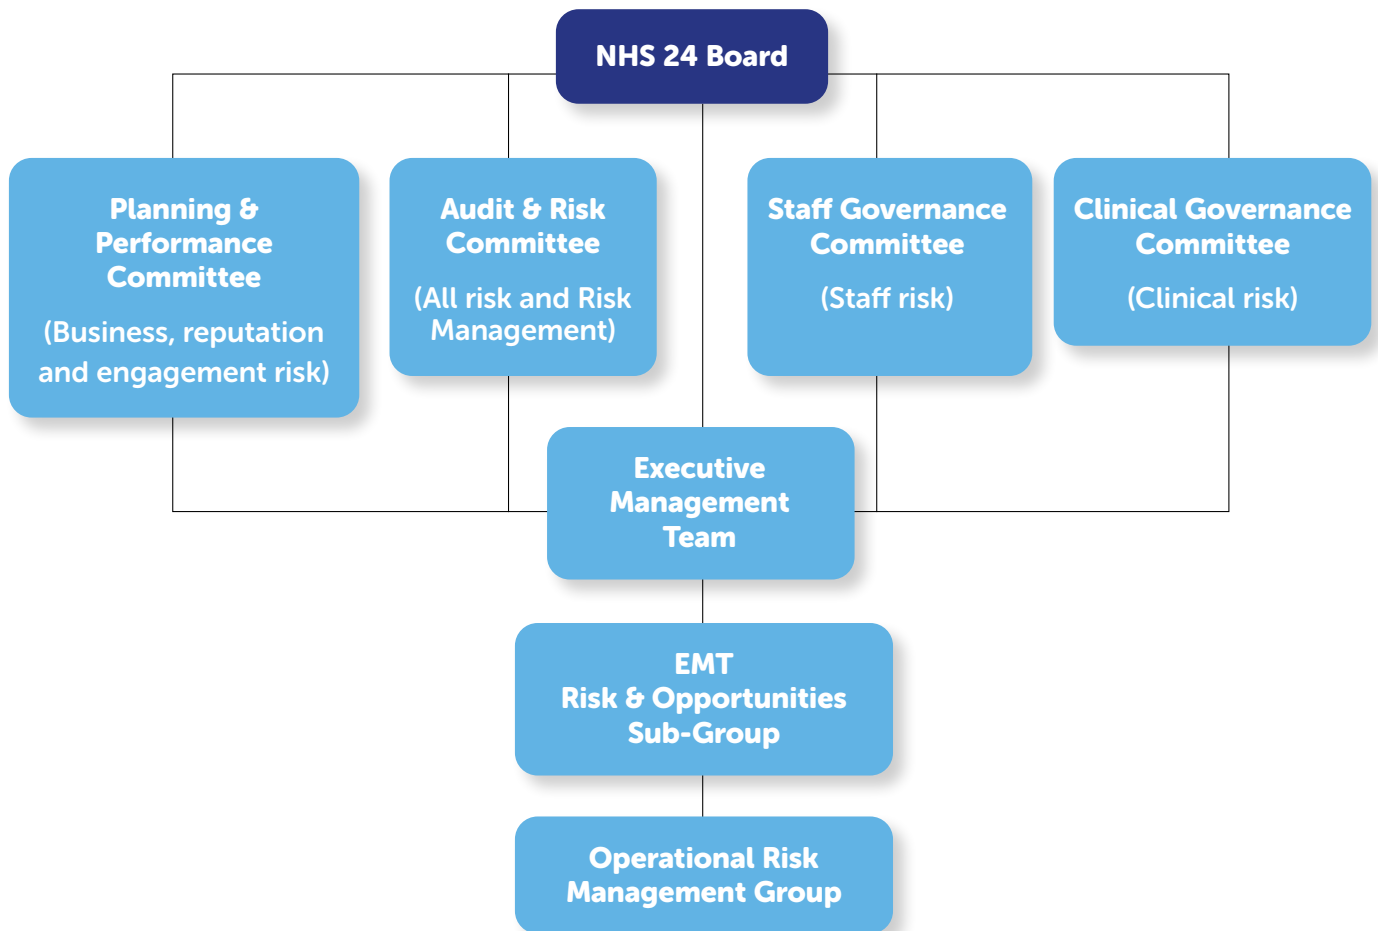 NHS 24 Board
Planning &
Performance
Committee
(Business, reputation
and engagement risk)
Audit & Risk
Committee
(All risk and Risk
Management)
Staff Governance
Committee
(Staff risk)
Clinical Governance
Committee
(Clinical risk)
Executive
Management
Team
EMT
Risk & Opportunities
Sub-Group
Operational Risk
Management Group